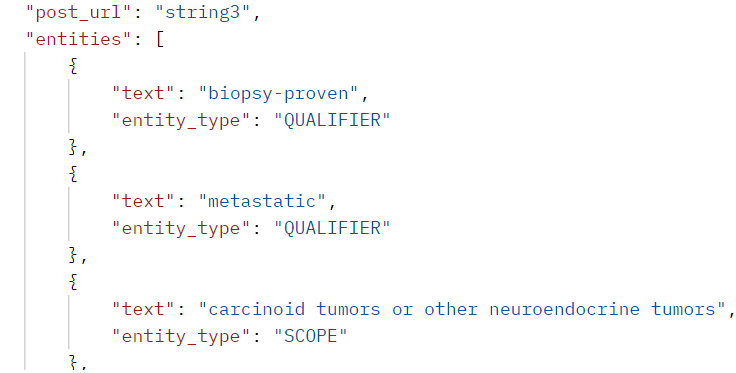 "post_url": "string3",
"entities": [
{
"text": "biopsy-proven",
"entity_type": "QUALIFIER"
},
{
"text": "metastatic",
"entity_type": "QUALIFIER"
},
{
"text": "carcinoid tumors or other neuroendocrine tumors",
"entity_type": "SCOPE"
},